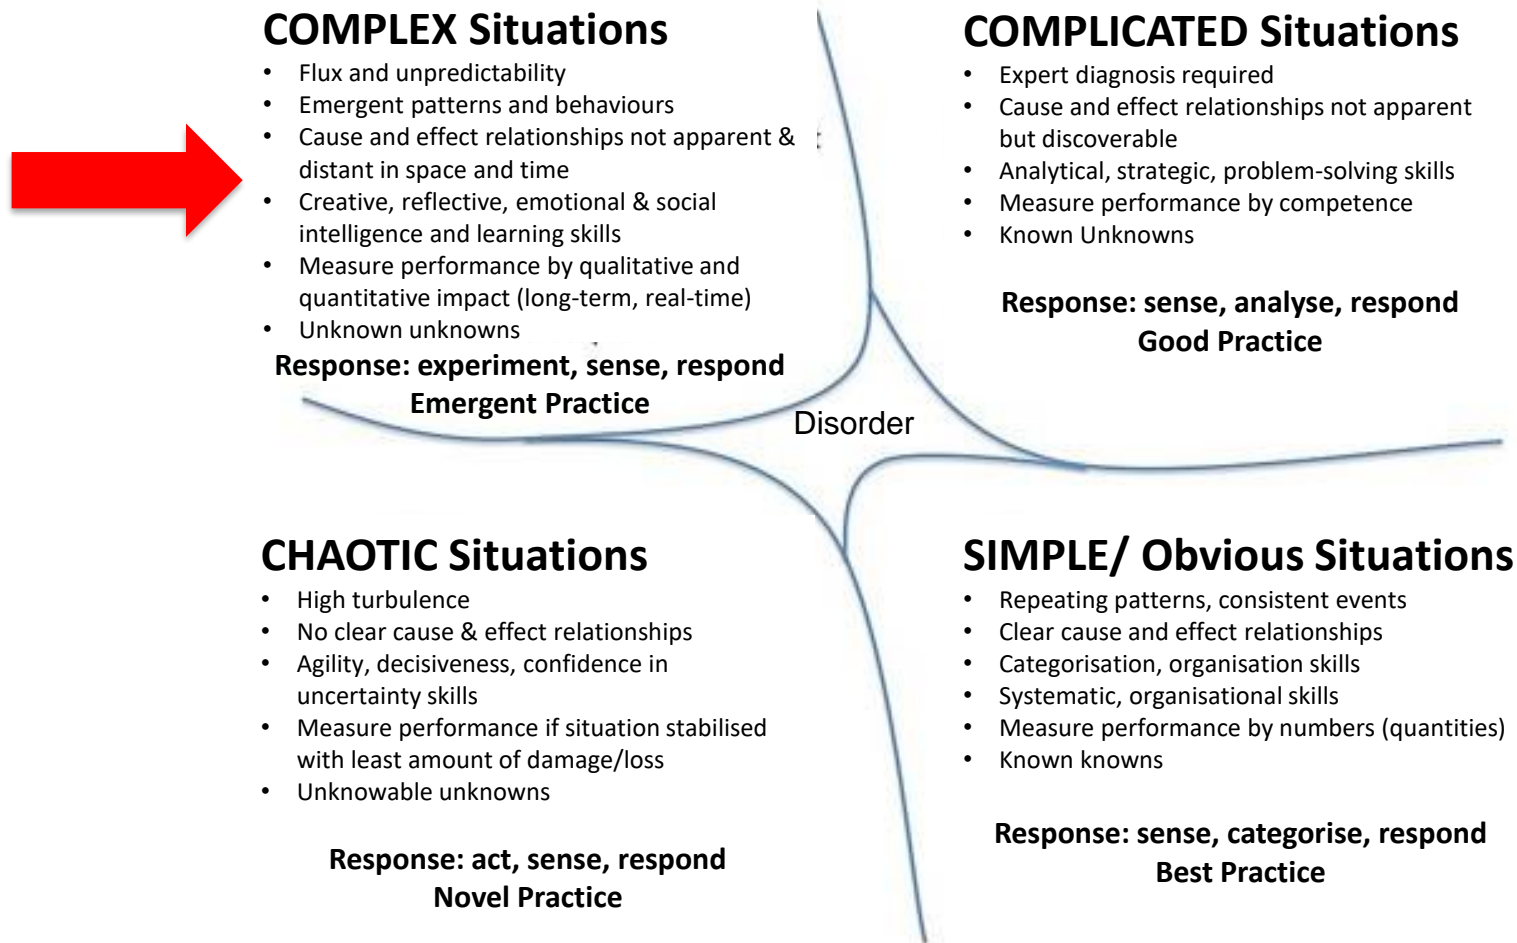 COMPLEX Situations
• Flux and unpredictability
• Emergent patterns and behaviours
• Cause and effect relationships not apparent &
distant in space and time
• Creative, reflective, emotional & social
intelligence and learning skills
• Measure performance by qualitative and
quantitative impact (long-term, real-time)
• Unknown unknowns
Response: experiment, sense, respond
Emergent Practice
COMPLICATED Situations
• Expert diagnosis required
• Cause and effect relationships not apparent
but discoverable
• Analytical, strategic, problem-solving skills
• Measure performance by competence
• Known Unknowns
Response: sense, analyse, respond
Good Practice
Disorder
CHAOTIC Situations
• High turbulence
• No clear cause & effect relationships
• Agility, decisiveness, confidence in
uncertainty skills
• Measure performance if situation stabilised
with least amount of damage/loss
• Unknowable unknowns
Response: act, sense, respond
Novel Practice
SIMPLE/ Obvious Situations
• Repeating patterns, consistent events
• Clear cause and effect relationships
• Categorisation, organisation skills
• Systematic, organisational skills
• Measure performance by numbers (quantities)
• Known knowns
Response: sense, categorise, respond
Best Practice